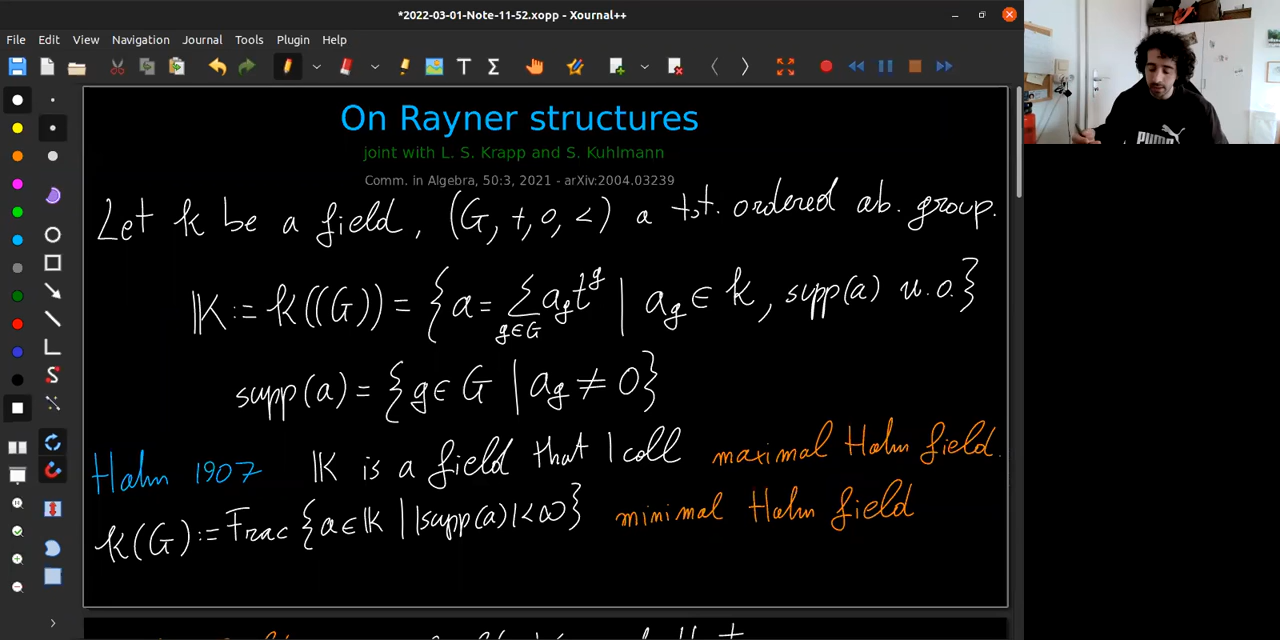 *2022-03-01-Note-11-52.xopp - Xournal++
File Edit View Navigation Journal Tools Plugin Help
On Rayner structures
joint with L. S. Krapp and S. Kuhlmann
Comm. in Algebra, 50:3, 2021 - arXiv:2004.03239
Let k be a field, (G, +, 0, <) a tot. ordered ab. group.
𝕂 := k((G)) = { a = ∑_{g∈G} a_g t^g | a_g ∈ k, supp(a) w.o. }
supp(a) = { g ∈ G | a_g ≠ 0 }
Hahn 1907 𝕂 is a field that I call maximal Hahn field.
k(G) := Frac { a ∈ 𝕂 | |supp(a)| < ∞ } minimal Hahn field
PUMA